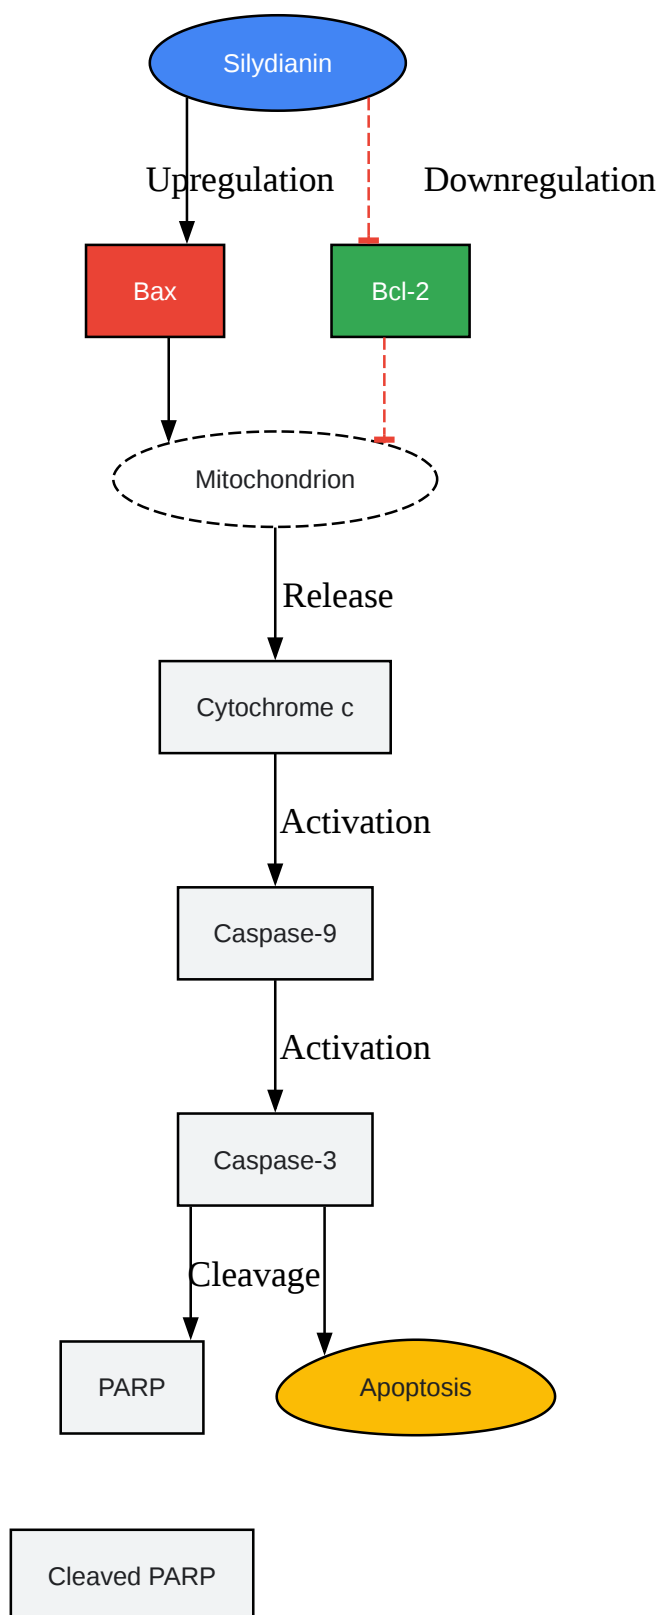 Silydianin
Upregulation
Downregulation
Bax
Bcl-2
Mitochondrion
Release
Cytochrome c
Activation
Caspase-9
Activation
Caspase-3
Cleavage
PARP
Apoptosis
Cleaved PARP